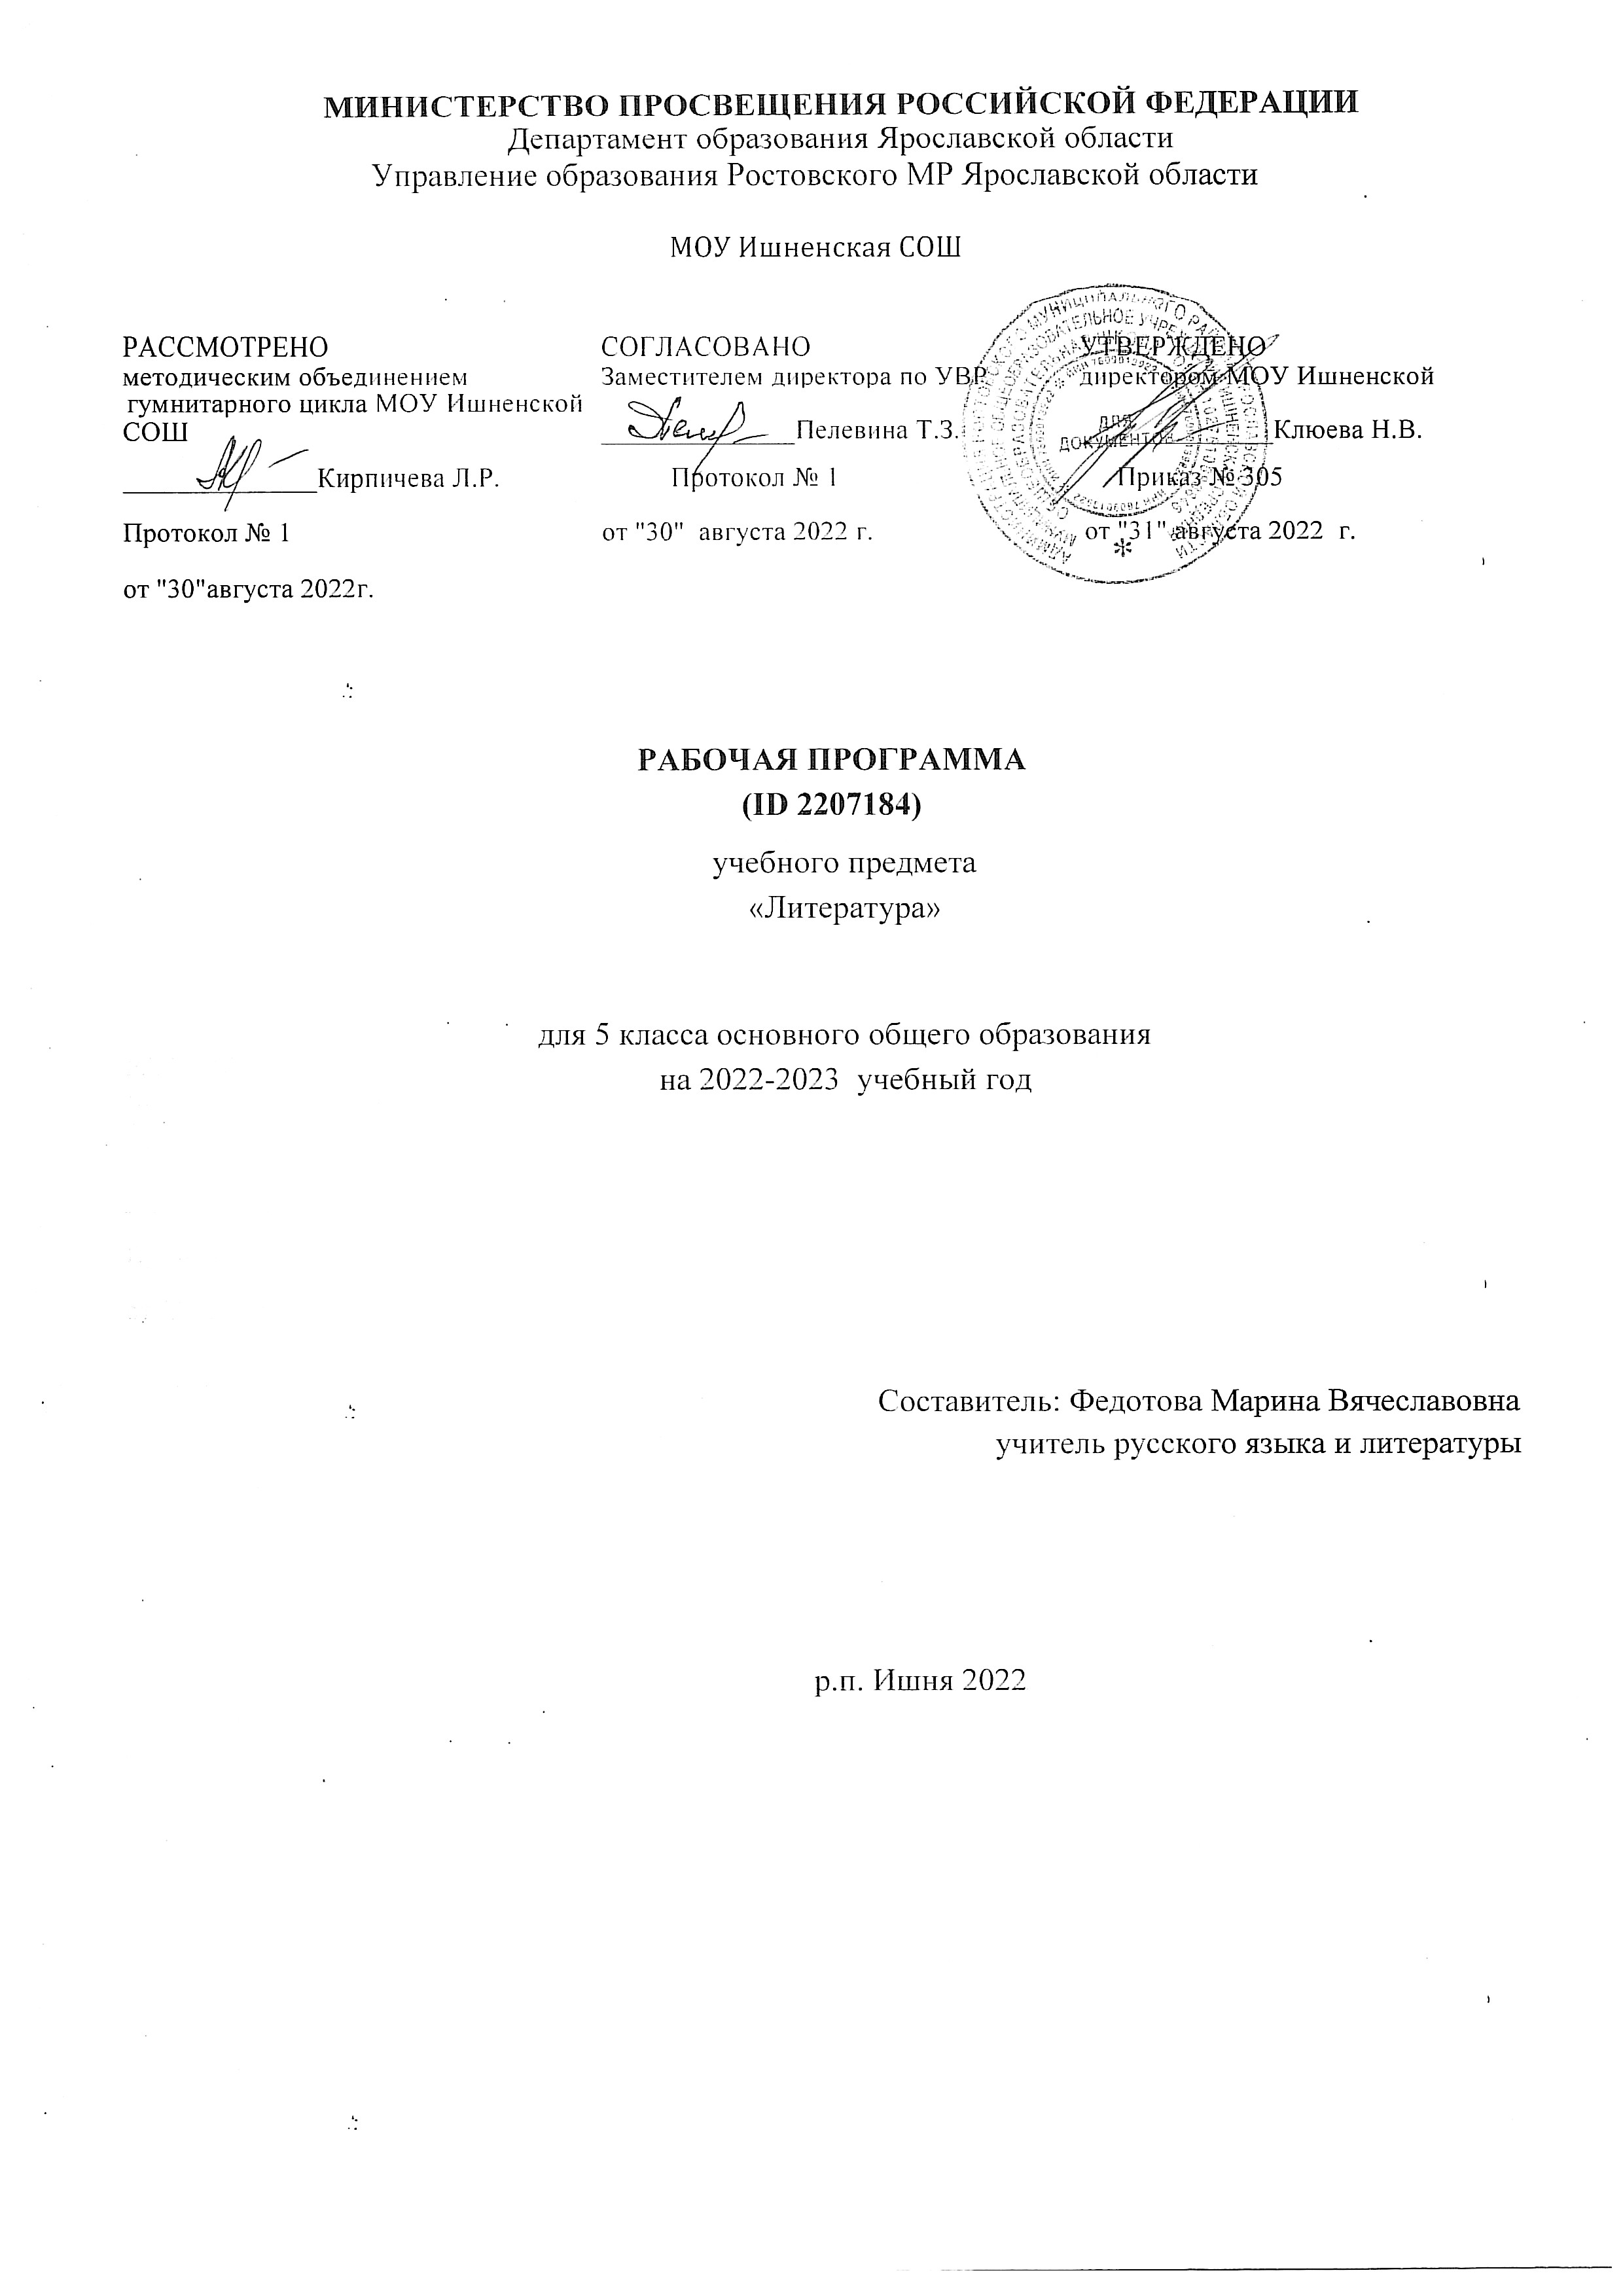 МИНИСТЕРСТВО ПРОСВЕЩЕНИЯ РОССИЙСКОЙ ФЕДЕРАЦИИ
Департамент образования Ярославской области
Управление образования Ростовского МР Ярославской области
МОУ Ишненская СОШ
РАССМОТРЕНО
методическим объединением
гумнитарного цикла МОУ Ишненской
СОШ
Кирпичева Л.Р.
Протокол № 1
от "30"августа 2022г.
СОГЛАСОВАНО
Заместителем директора по УВР
Пелевина Т.З.
Протокол № 1
от "30" августа 2022 г.
УТВЕРЖДЕНО
директором МОУ Ишненской
Клюева Н.В.
Приказ № 305
от "31" августа 2022 г.
ДЛЯ
ДОКУМЕНТОВ
РАБОЧАЯ ПРОГРАММА
(ID 2207184)
учебного предмета
«Литература»
для 5 класса основного общего образования
на 2022-2023 учебный год
Составитель: Федотова Марина Вячеславовна
учитель русского языка и литературы
р.п. Ишня 2022